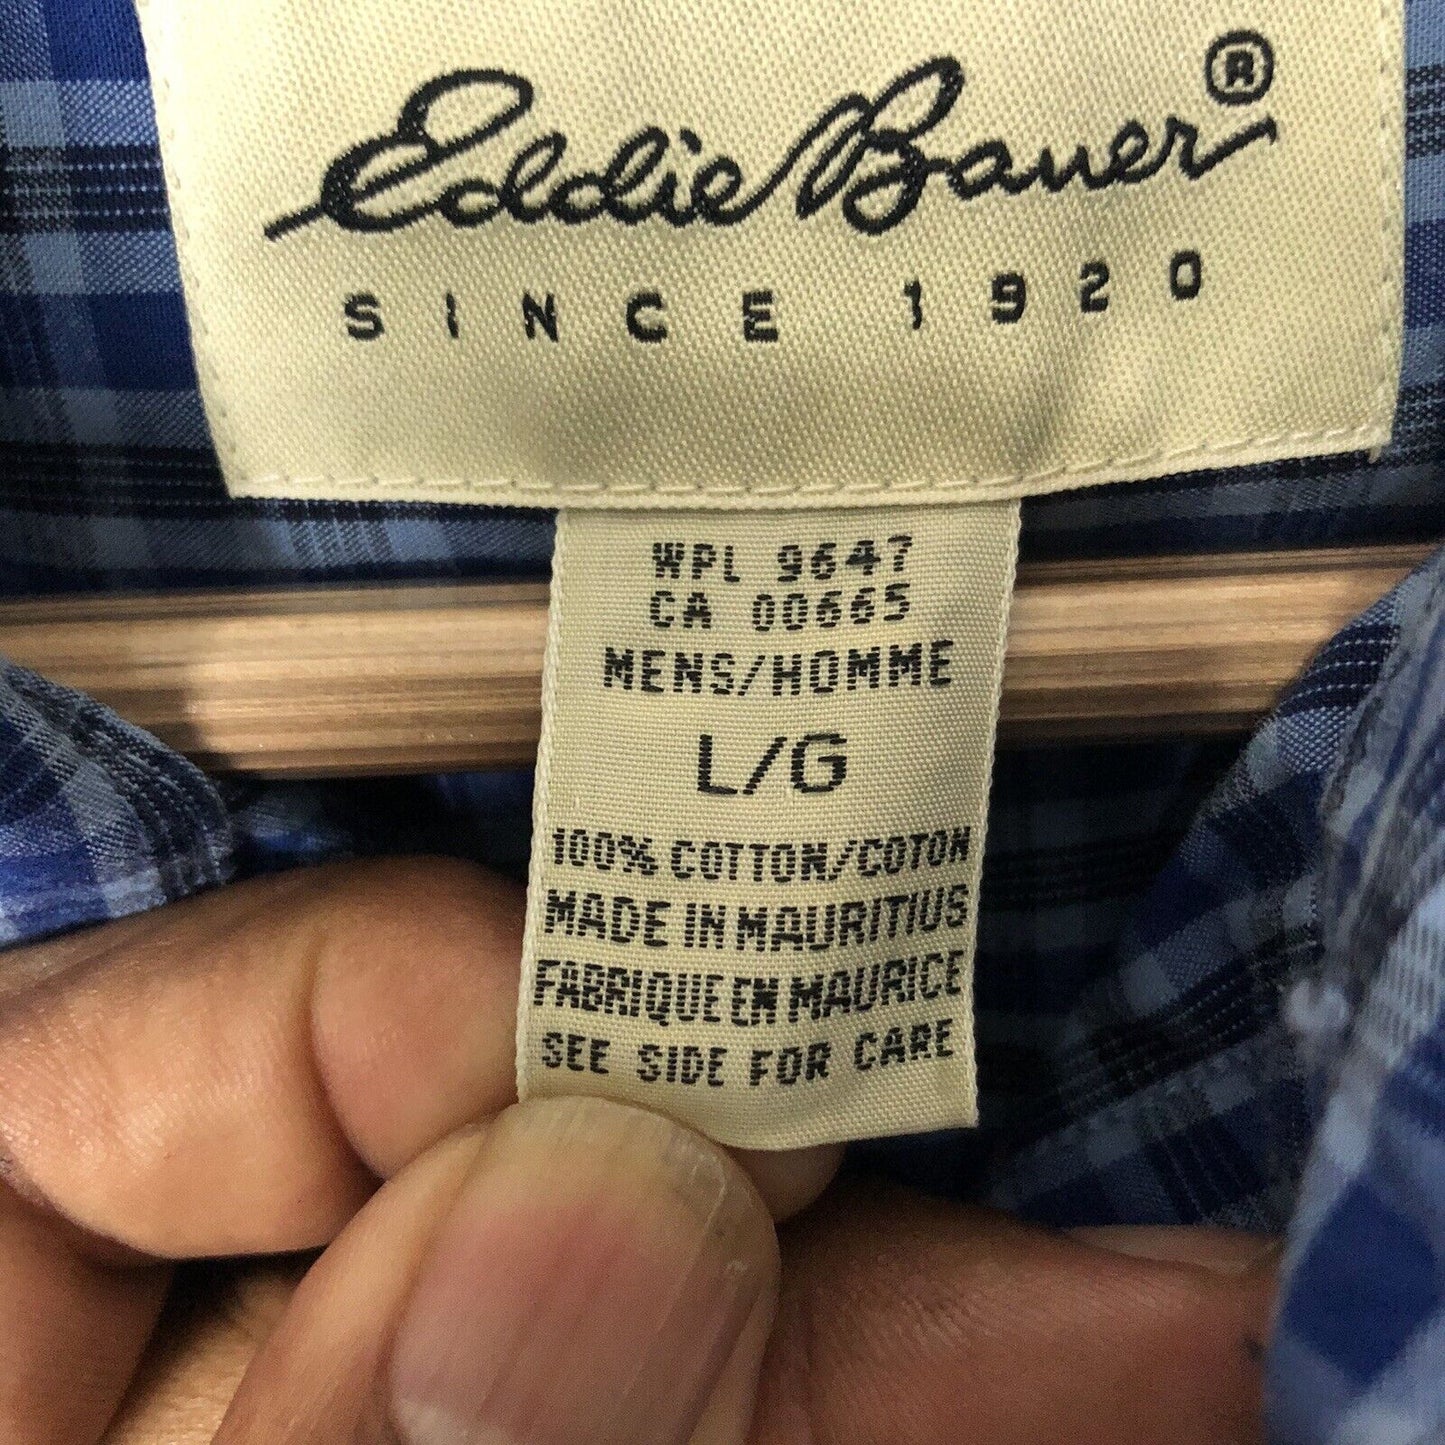 Eddie Bauer®
SINCE 1920
WPL 9647
CA 00665
MENS/HOMME
L/G
100% COTTON/COTON
MADE IN MAURITIUS
FABRIQUE EN MAURICE
SEE SIDE FOR CARE